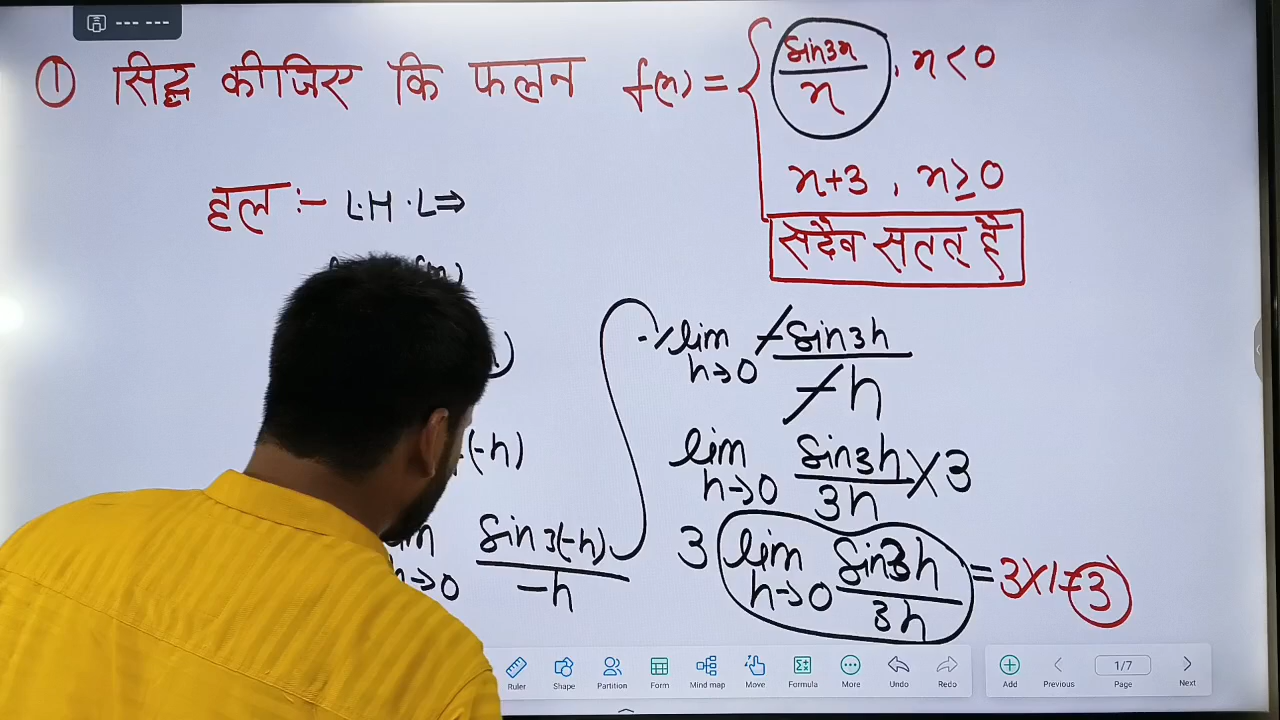 ① सिद्ध कीजिए कि फलन f(x) = { sin3x/x , x < 0
x+3 , x ≥ 0
सदैव सतत् है
हल :- L.H.L ⇒
(-h)
lim h→0 sin3(-h)/-h
lim h→0 -sin3h/-h
lim h→0 sin3h/3h × 3
3 lim h→0 sin3h/3h = 3×1=3
Ruler Shape Partition Form Mind map Move Formula More Undo Redo Add Previous 1/7 Page Next